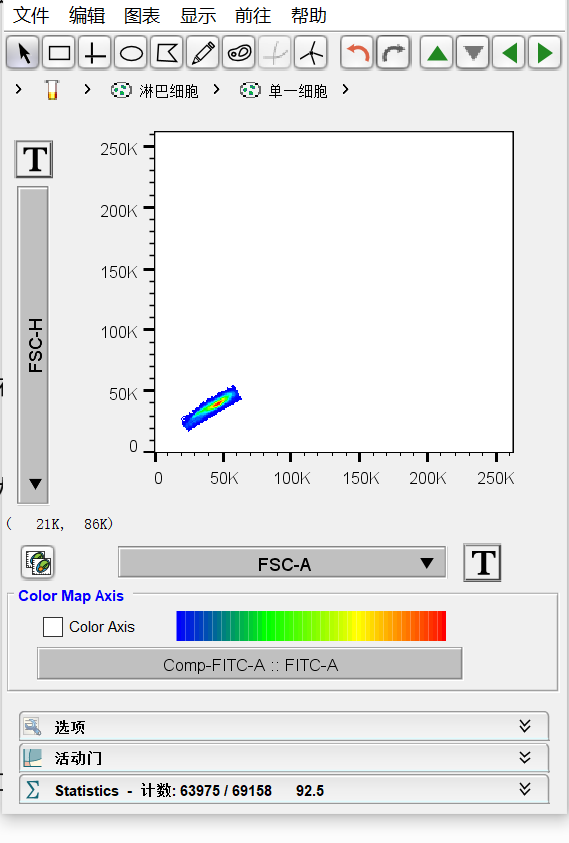 文件 编辑 图表 显示 前往 帮助
> > 淋巴细胞 > 单一细胞 >
T
250K
200K
150K
100K
50K
0
FSC-H
0 50K 100K 150K 200K 250K
( 21K, 86K)
FSC-A
T
Color Map Axis
Color Axis
Comp-FITC-A :: FITC-A
选项
活动门
Statistics - 计数: 63975 / 69158 92.5